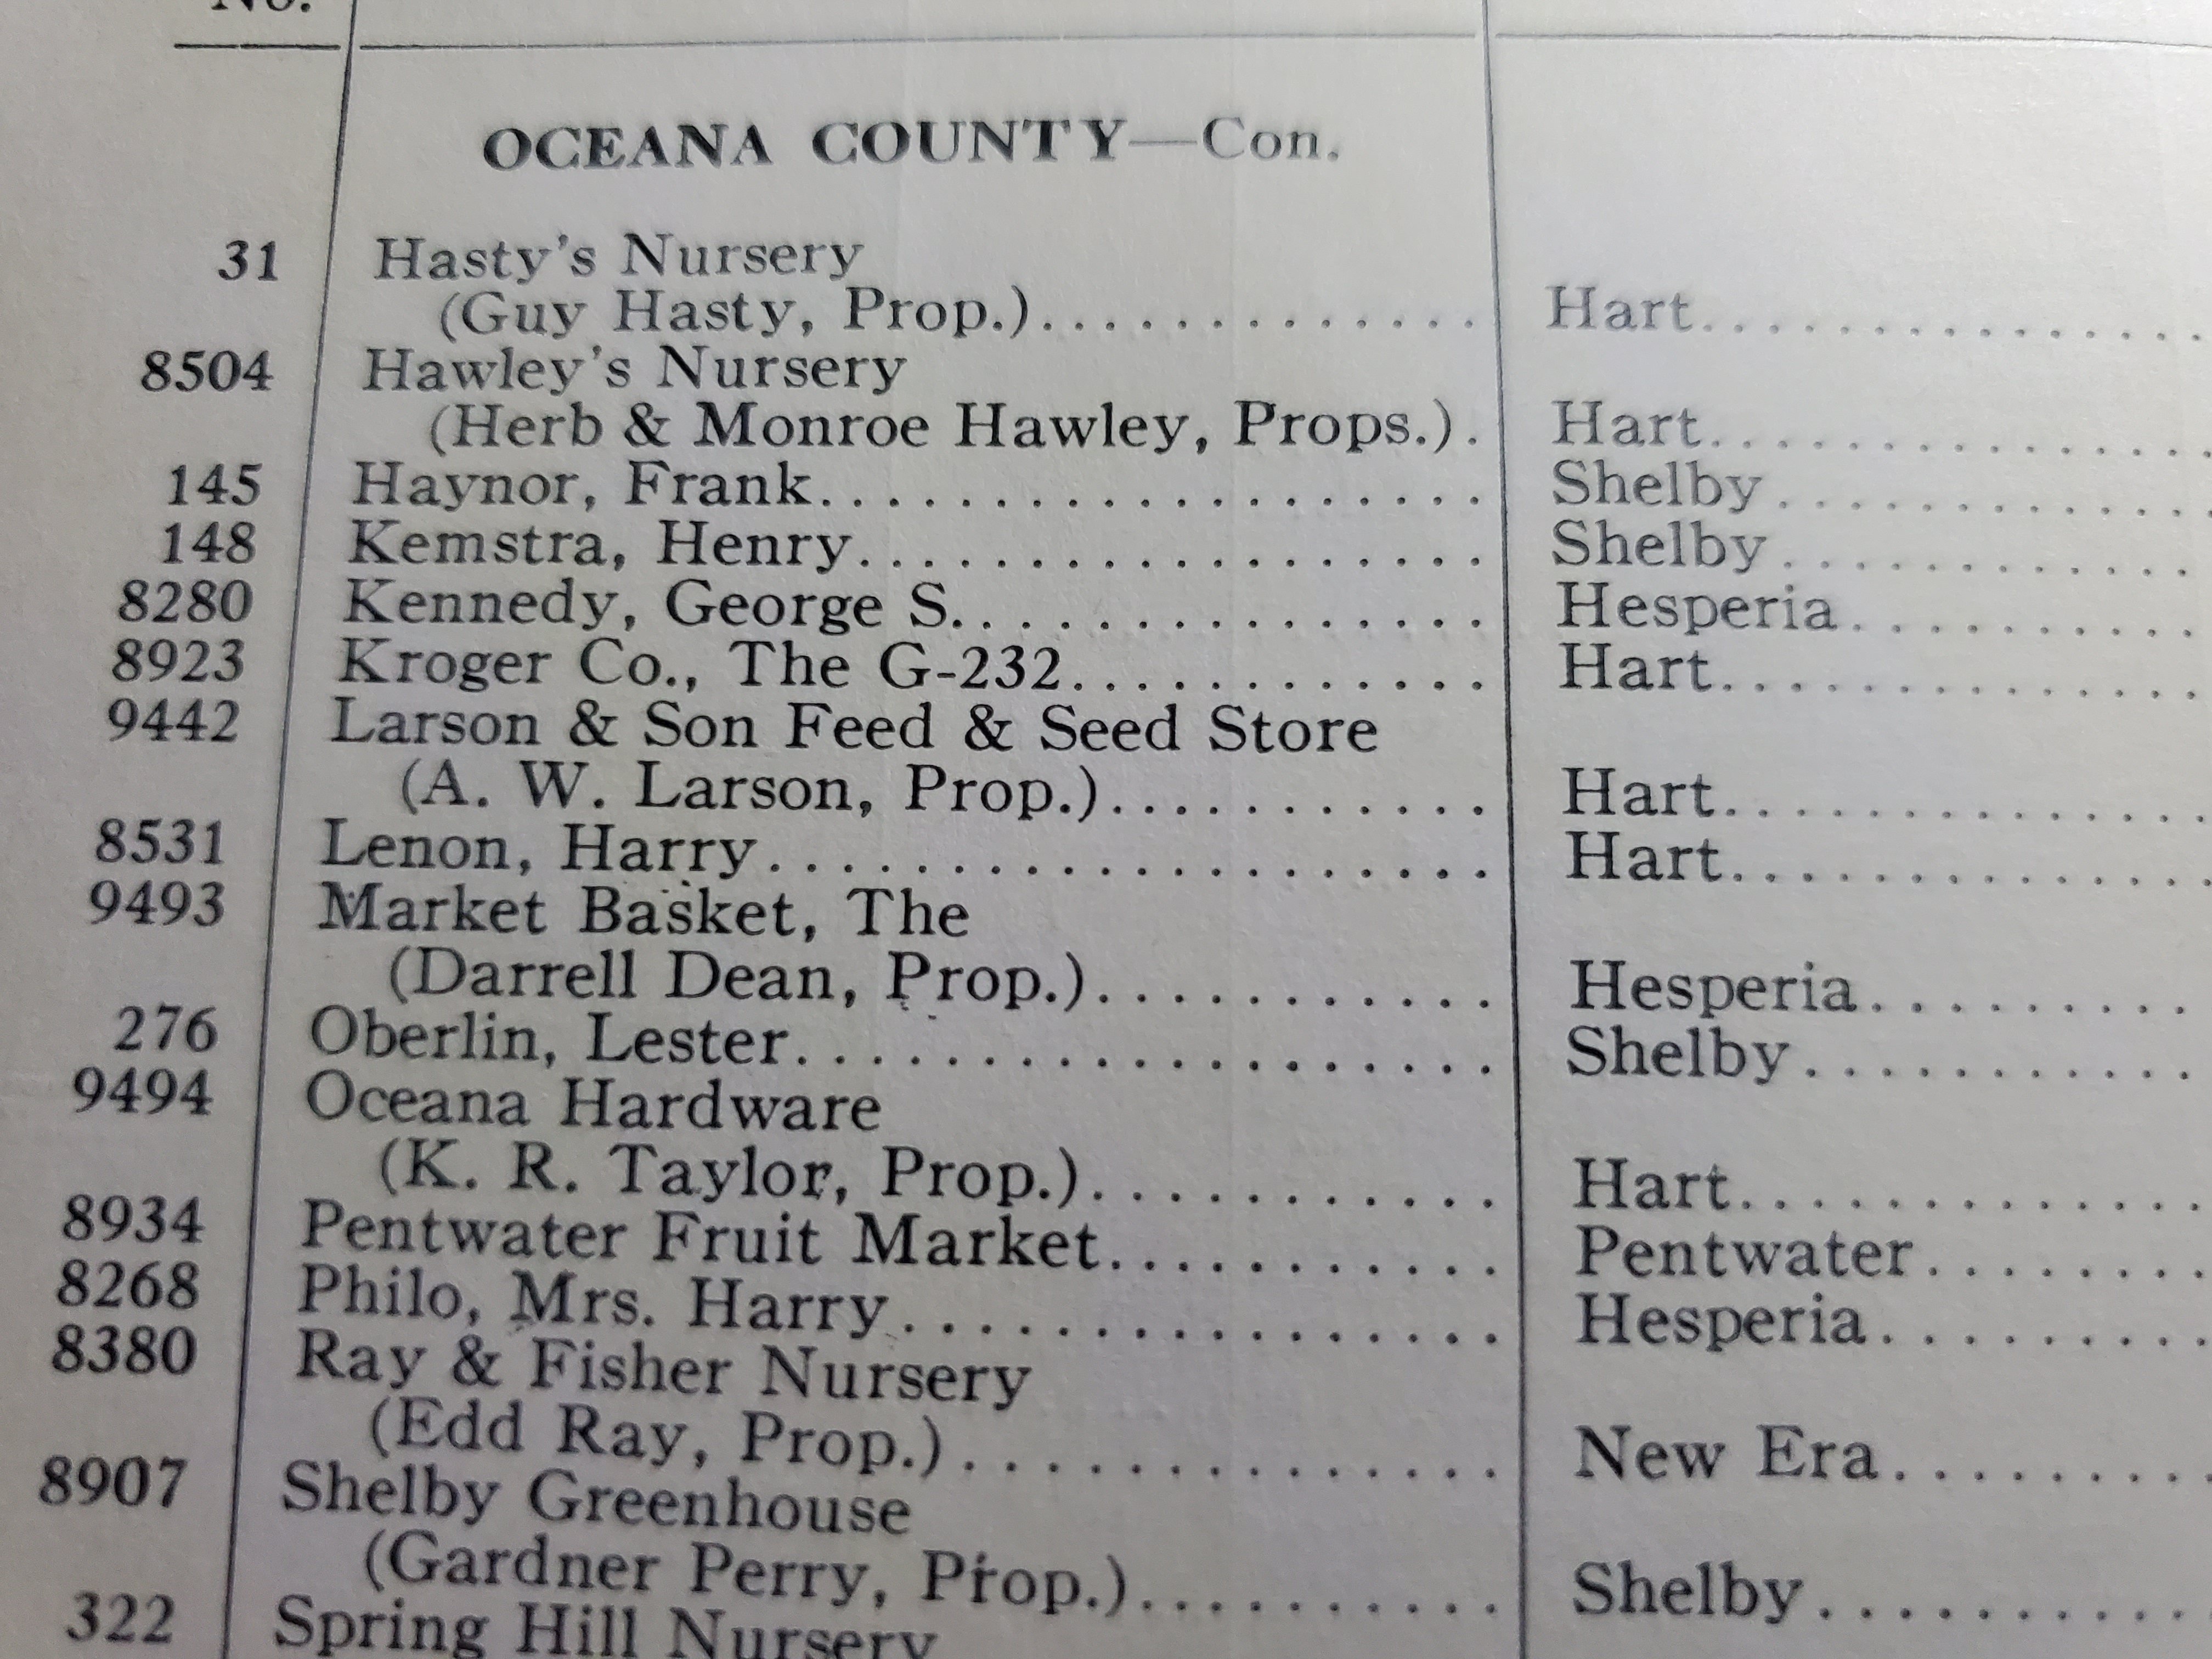 No.
OCEANA COUNTY—Con.
31 Hasty's Nursery
(Guy Hasty, Prop.).............. Hart................
8504 Hawley's Nursery
(Herb & Monroe Hawley, Props.). Hart................
145 Haynor, Frank.................... Shelby..............
148 Kemstra, Henry................... Shelby..............
8280 Kennedy, George S................ Hesperia...........
8923 Kroger Co., The G-232............ Hart................
9442 Larson & Son Feed & Seed Store
(A. W. Larson, Prop.)............ Hart................
8531 Lenon, Harry..................... Hart................
9493 Market Basket, The
(Darrell Dean, Prop.)............ Hesperia..........
276 Oberlin, Lester................... Shelby............
9494 Oceana Hardware
(K. R. Taylor, Prop.)............ Hart...............
8934 Pentwater Fruit Market........... Pentwater........
8268 Philo, Mrs. Harry................ Hesperia..........
8380 Ray & Fisher Nursery
(Edd Ray, Prop.)................ New Era..........
8907 Shelby Greenhouse
(Gardner Perry, Prop.)........... Shelby............
322 Spring Hill Nursery